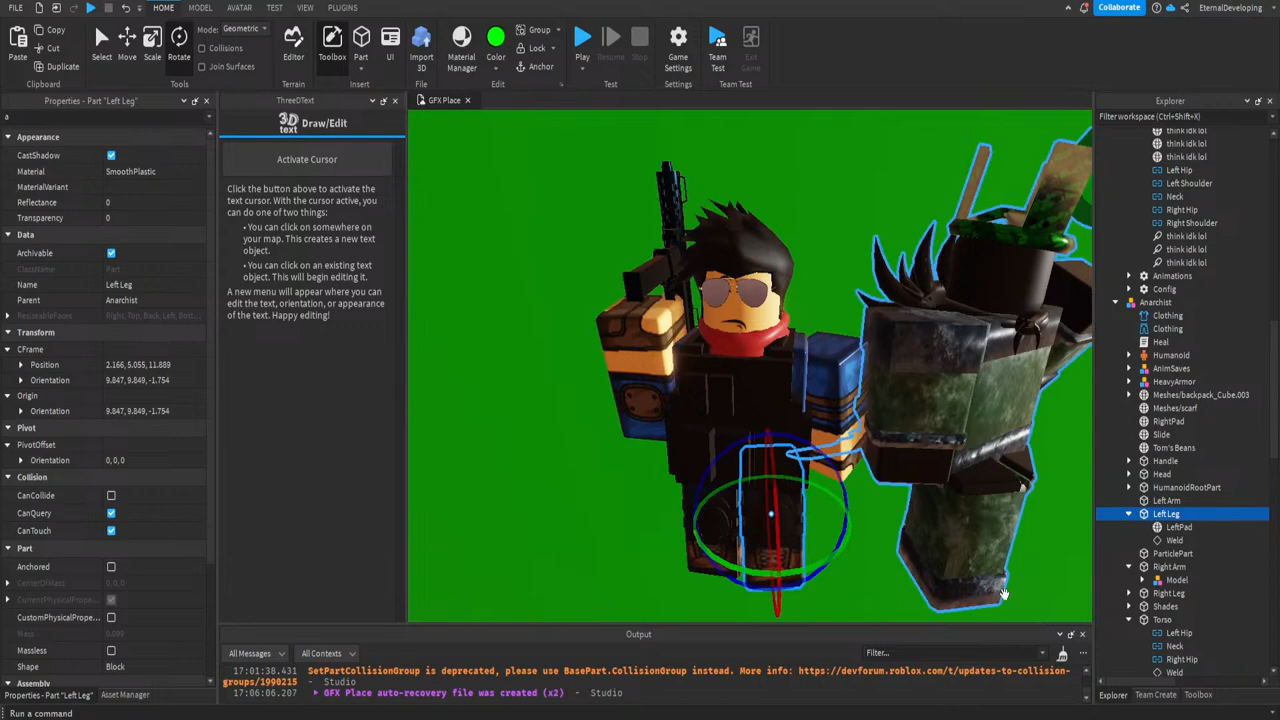 FILE MODEL AVATAR TEST HOME VIEW PLUGINS
Collaborate
EternalDeveloping
Paste
Copy
Cut
Duplicate
Clipboard
Select
Move
Scale
Rotate
Mode: Geometric
Collisions
Join Surfaces
Tools
Editor
Terrain
Toolbox
Part
UI
Insert
Import
3D
File
Material
Manager
Color
Group
Lock
Anchor
Edit
Play
Resume
Stop
Test
Game
Settings
Settings
Team
Test
Exit
Game
Team Test
Properties - Part "Left Leg"
a
Appearance
CastShadow
Material SmoothPlastic
MaterialVariant
Reflectance 0
Transparency 0
Data
Archivable
ClassName Part
Name Left Leg
Parent Anarchist
ResizeableFaces Right, Top, Back, Left, Bott...
Transform
CFrame
Position 2.166, 5.055, 11.889
Orientation 9.847, 9.849, -1.754
Origin
Orientation 9.847, 9.849, -1.754
Pivot
PivotOffset
Orientation 0, 0, 0
Collision
CanCollide
CanQuery
CanTouch
Part
Anchored
CenterOfMass 0, 0, 0
CurrentPhysicalPrope...
CustomPhysicalProper...
Mass 0.099
Massless
Shape Block
Assembly
Properties - Part "Left Leg" Asset Manager
Run a command
ThreeDText
3D
text
Draw/Edit
Activate Cursor
Click the button above to activate the
text cursor. With the cursor active, you
can do one of two things:
• You can click on somewhere on
your map. This creates a new text
object.
• You can click on an existing text
object. This will begin editing it.
A new menu will appear where you can
edit the text, orientation, or appearance
of the text. Happy editing!
GFX Place
Output
All Messages All Contexts Filter...
17:01:38.431 SetPartCollisionGroup is deprecated, please use BasePart.CollisionGroup instead. More info: https://devforum.roblox.com/t/updates-to-collision-
groups/1990215 - Studio
17:06:06.207 GFX Place auto-recovery file was created (x2) - Studio
Explorer
Filter workspace (Ctrl+Shift+X)
think idk lol
think idk lol
think idk lol
Left Hip
Left Shoulder
Neck
Right Hip
Right Shoulder
think idk lol
think idk lol
think idk lol
Animations
Config
Anarchist
Clothing
Clothing
Heal
Humanoid
AnimSaves
HeavyArmor
Meshes/backpack_Cube.003
Meshes/scarf
RightPad
Slide
Tom's Beans
Handle
Head
HumanoidRootPart
Left Arm
Left Leg
LeftPad
Weld
ParticlePart
Right Arm
Model
Right Leg
Shades
Torso
Left Hip
Neck
Right Hip
Weld
Explorer Team Create Toolbox